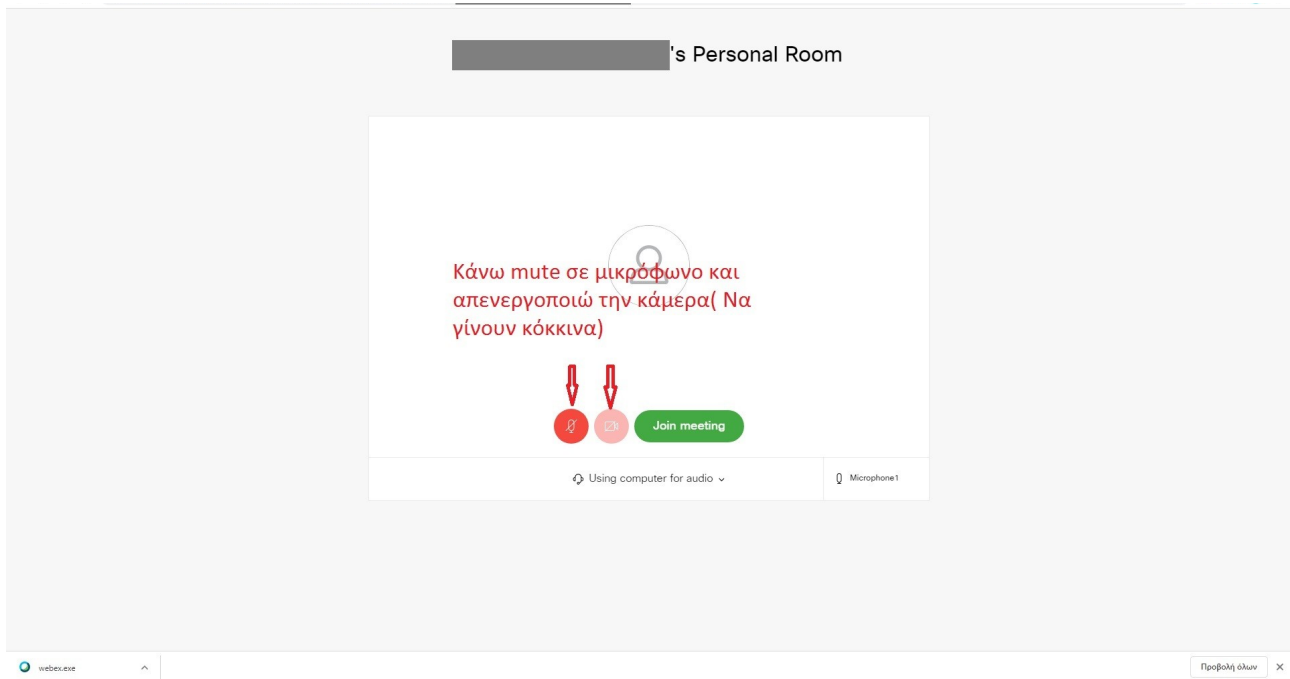 's Personal Room
Κάνω mute σε μικρόφωνο και
απενεργοποιώ την κάμερα( Να
γίνουν κόκκινα)
Join meeting
Using computer for audio
Microphone1
webex.exe
Προβολή όλων